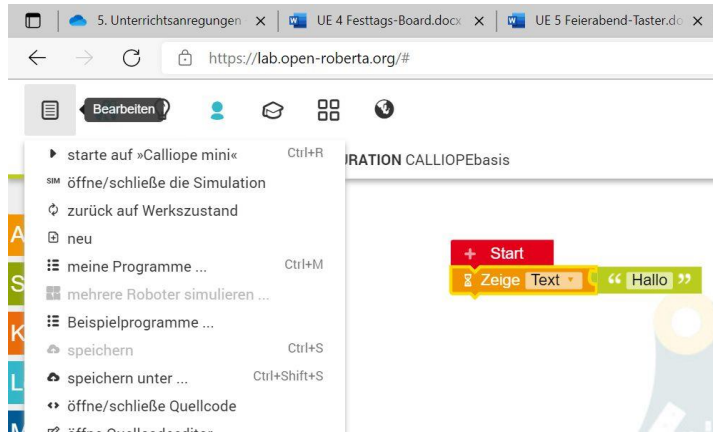 5. Unterrichtsanregungen
UE 4 Festtags-Board.docx
UE 5 Feierabend-Taster.do
https://lab.open-roberta.org/#
Bearbeiten
starte auf »Calliope mini« Ctrl+R
RATION CALLIOPEbasis
SIM öffne/schließe die Simulation
zurück auf Werkszustand
neu
+ Start
meine Programme ... Ctrl+M
Zeige Text “ Hallo ”
mehrere Roboter simulieren ...
Beispielprogramme ...
speichern Ctrl+S
speichern unter ... Ctrl+Shift+S
öffne/schließe Quellcode
öffne Quellcodeeditor
A
S
K
L
M